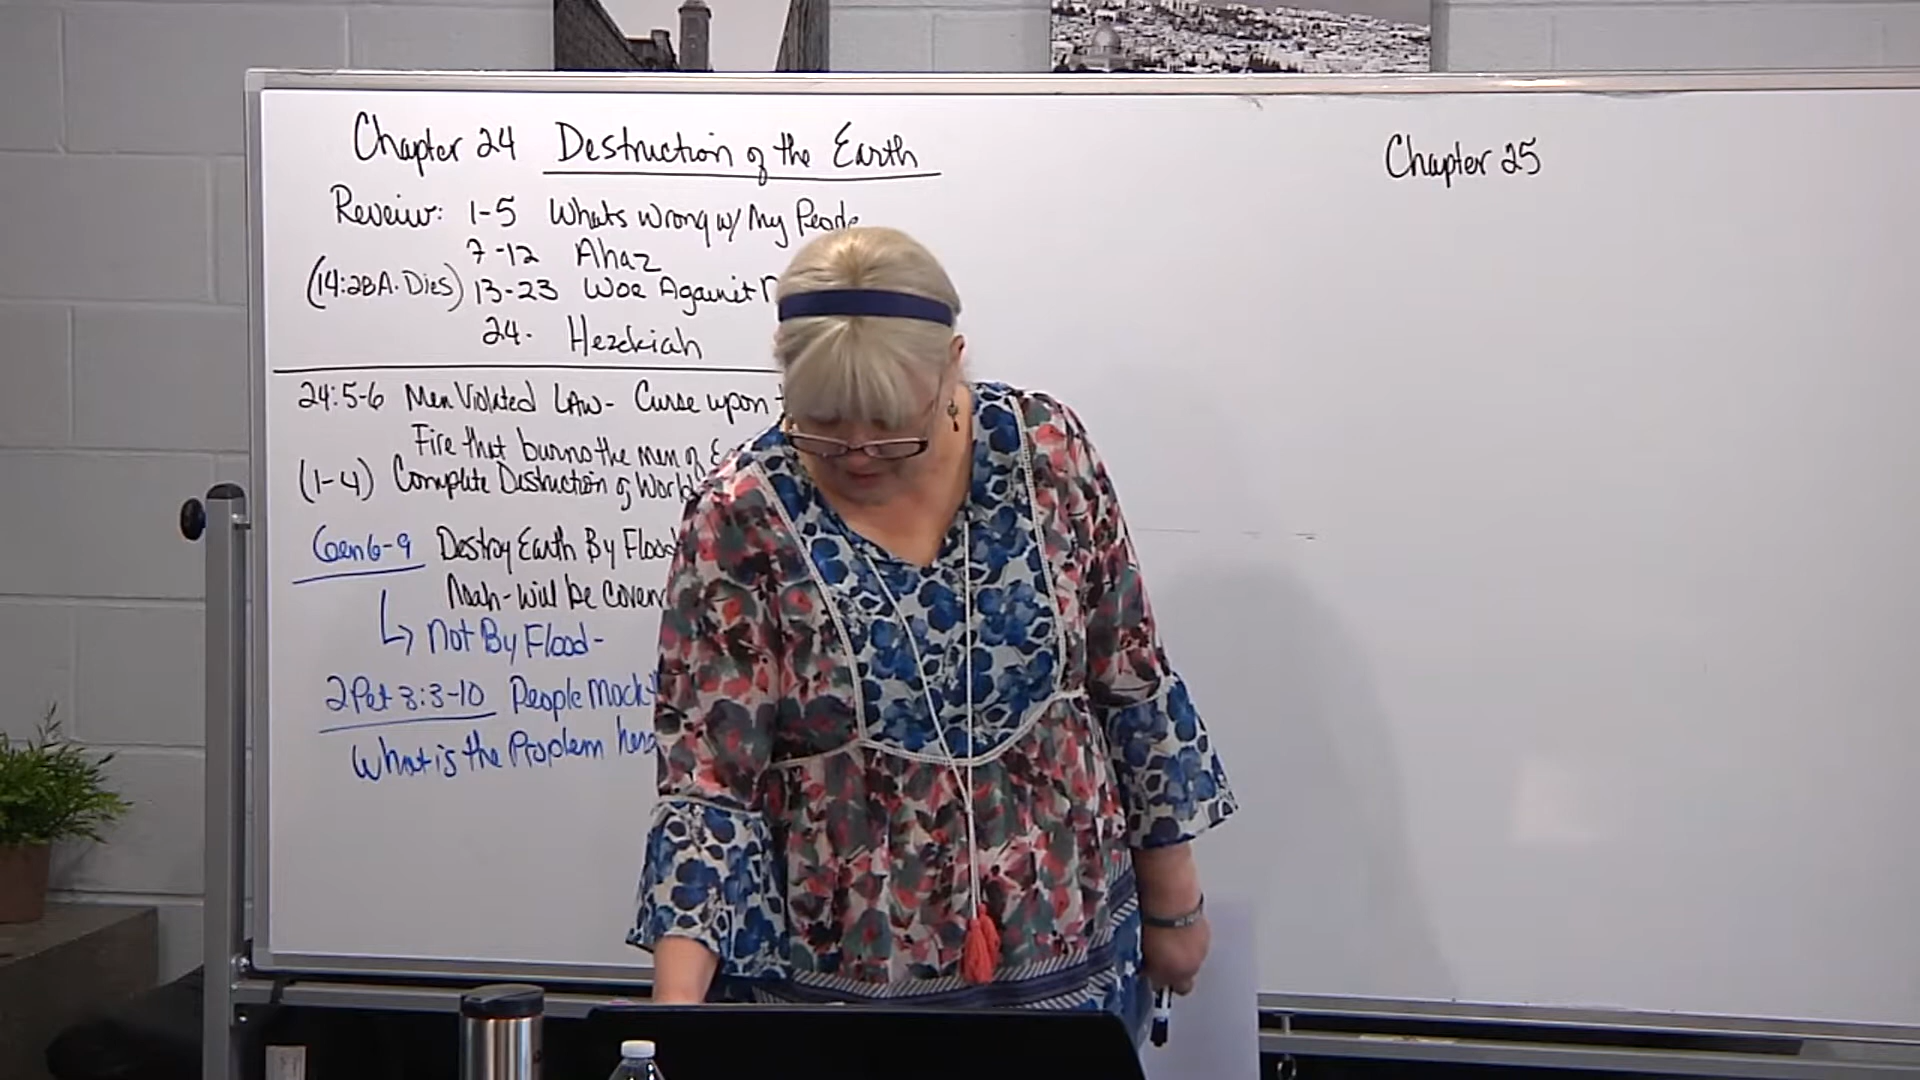 Chapter 24 Destruction of the Earth
Reveiw: 1-5 Whats Wrong w/ My People
7-12 Ahaz
(14:28 A. Dies) 13-23 Woe Against
24. Hezekiah
24:5-6 Men Violated LAW- Curse upon
Fire that burns the men of
(1-4) Complete Destruction of World
Gen 6-9 Destroy Earth By Flood
Noah- Will be Coven
Not By Flood-
2Pet 3:3-10 People Mock
What is the Problem here
Chapter 25